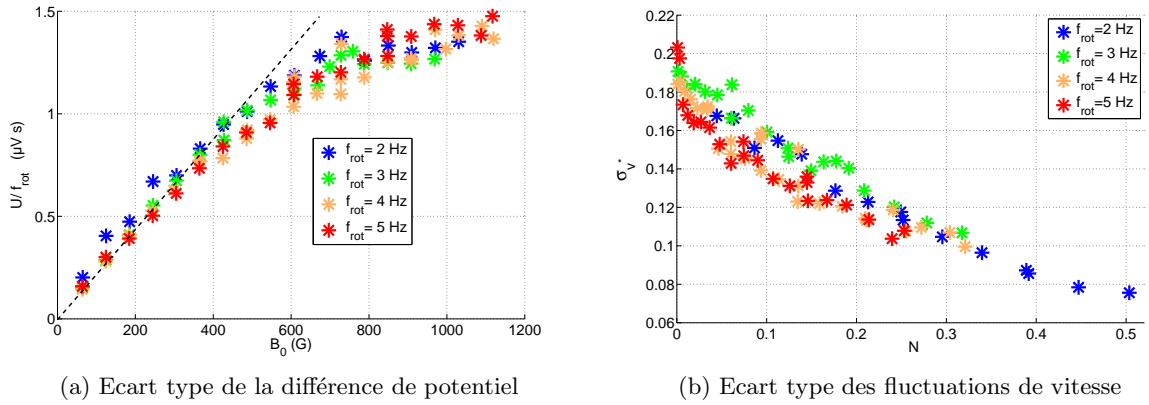 1.5
1
0.5
0
0 200 400 600 800 1000 1200
U/ f_rot (μV s)
B_0 (G)
f_rot= 2 Hz
f_rot= 3 Hz
f_rot= 4 Hz
f_rot= 5 Hz
(a) Ecart type de la différence de potentiel
0.22
0.2
0.18
0.16
0.14
0.12
0.1
0.08
0.06
0 0.1 0.2 0.3 0.4 0.5
σ_v*
N
f_rot=2 Hz
f_rot= 3 Hz
f_rot= 4 Hz
f_rot=5 Hz
(b) Ecart type des fluctuations de vitesse